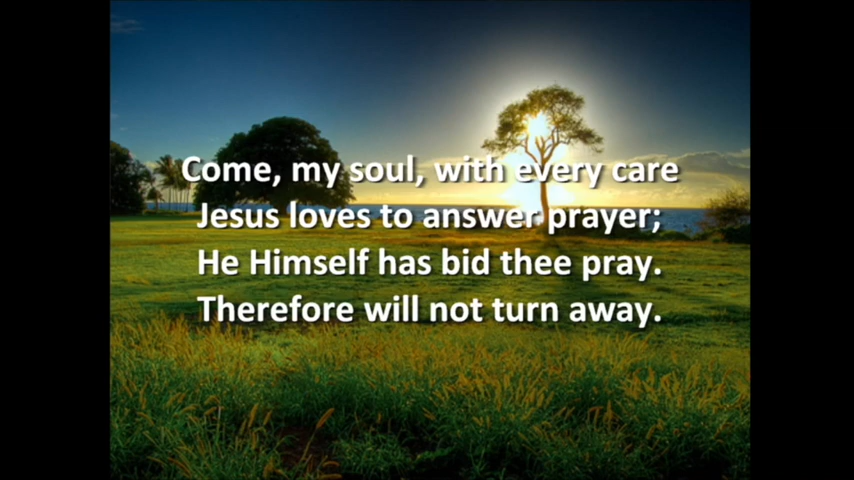 Come, my soul, with every care
Jesus loves to answer prayer;
He Himself has bid thee pray.
Therefore will not turn away.